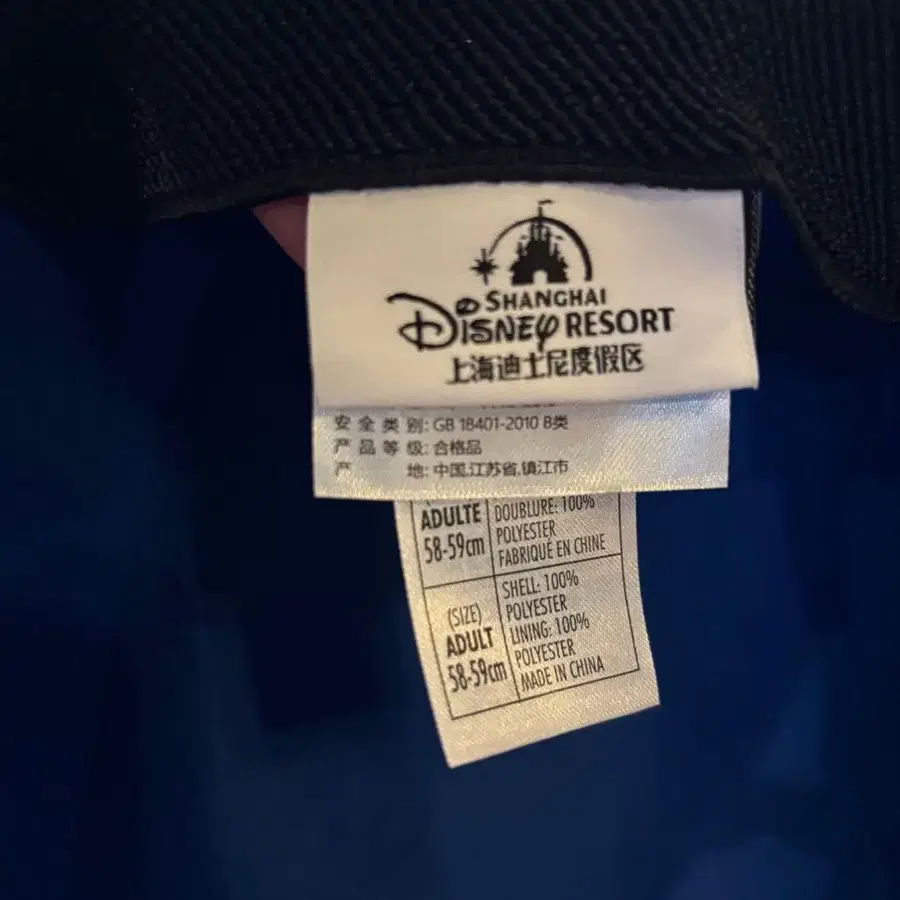 SHANGHAI
DISNEY RESORT
上海迪士尼度假区
安全类别: GB 18401-2010 B类
产品等级: 合格品
产地: 中国,江苏省,镇江市
ADULTE
58-59cm
DOUBLURE: 100%
POLYESTER
FABRIQUÉ EN CHINE
(SIZE)
ADULT
58-59cm
SHELL: 100%
POLYESTER
LINING: 100%
POLYESTER
MADE IN CHINA